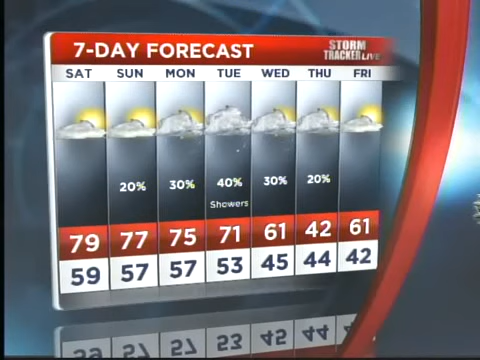 7-DAY FORECAST
STORM
TRACKER LIVE
SAT SUN MON TUE WED THU FRI
20% 30% 40% 30% 20%
Showers
79 77 75 71 61 42 61
59 57 57 53 45 44 42